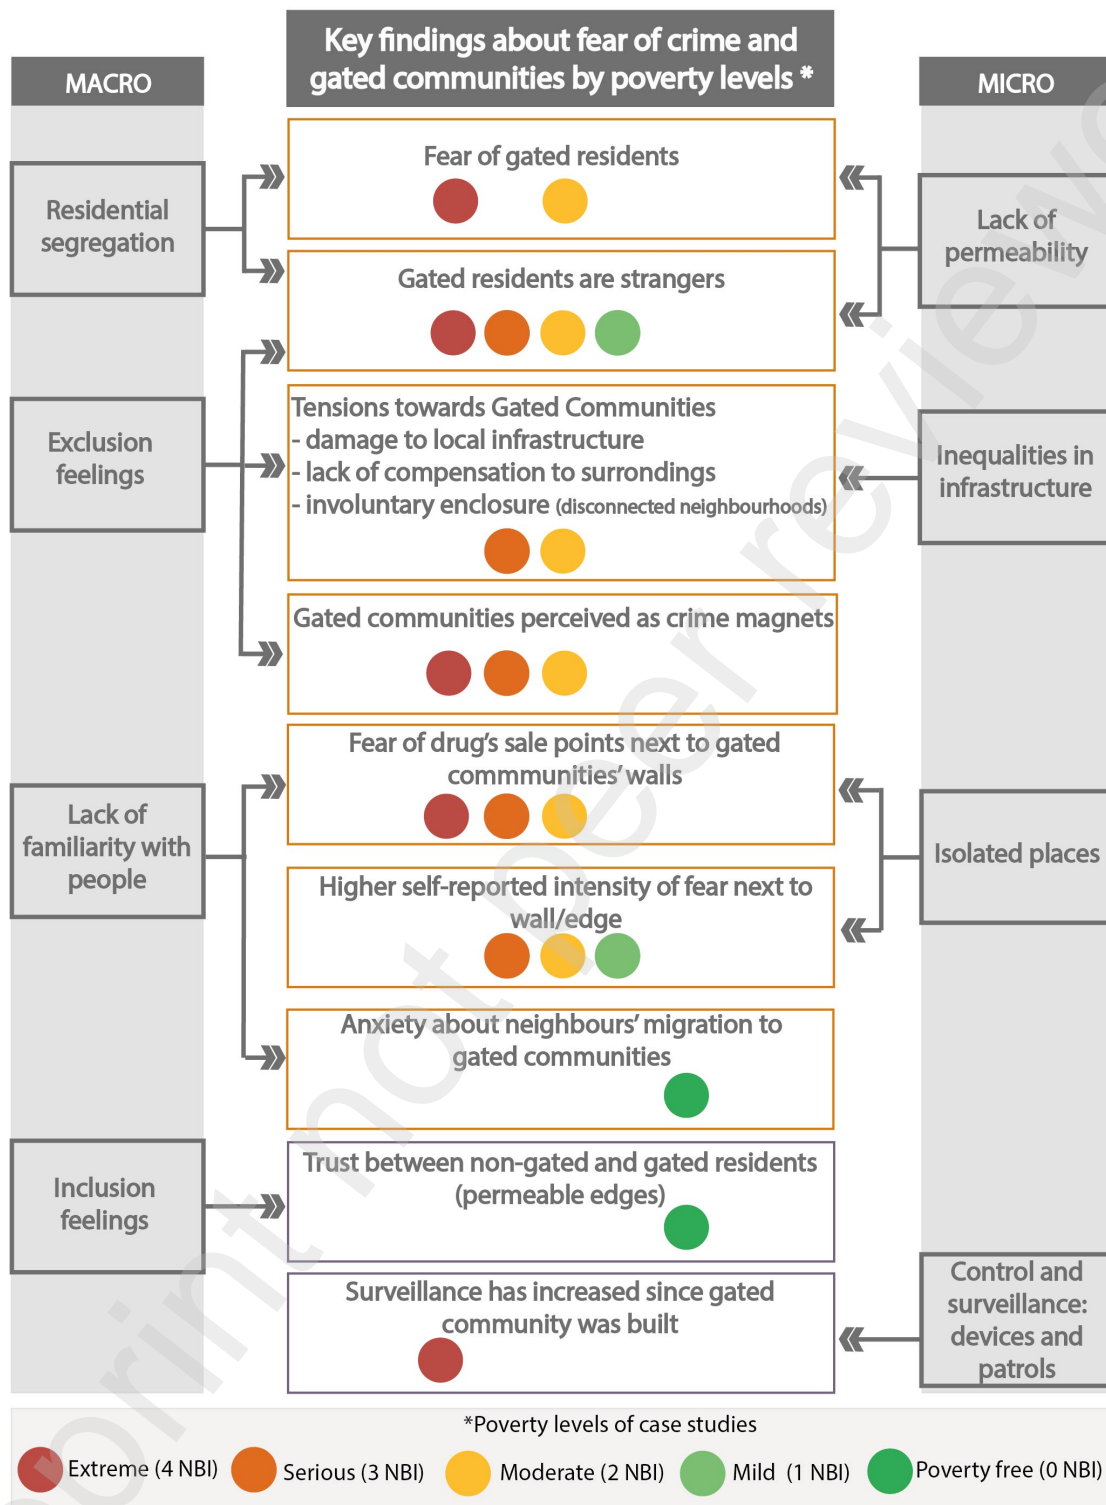 Key findings about fear of crime and
gated communities by poverty levels *
MACRO
MICRO
Residential
segregation
Exclusion
feelings
Lack of
familiarity with
people
Inclusion
feelings
Fear of gated residents
Gated residents are strangers
Tensions towards Gated Communities
- damage to local infrastructure
- lack of compensation to surrondings
- involuntary enclosure (disconnected neighbourhoods)
Gated communities perceived as crime magnets
Fear of drug's sale points next to gated
commmunities' walls
Higher self-reported intensity of fear next to
wall/edge
Anxiety about neighbours' migration to
gated communities
Trust between non-gated and gated residents
(permeable edges)
Surveillance has increased since gated
community was built
Lack of
permeability
Inequalities in
infrastructure
Isolated places
Control and
surveillance:
devices and
patrols
*Poverty levels of case studies
Extreme (4 NBI)
Serious (3 NBI)
Moderate (2 NBI)
Mild (1 NBI)
Poverty free (0 NBI)
print not peer review